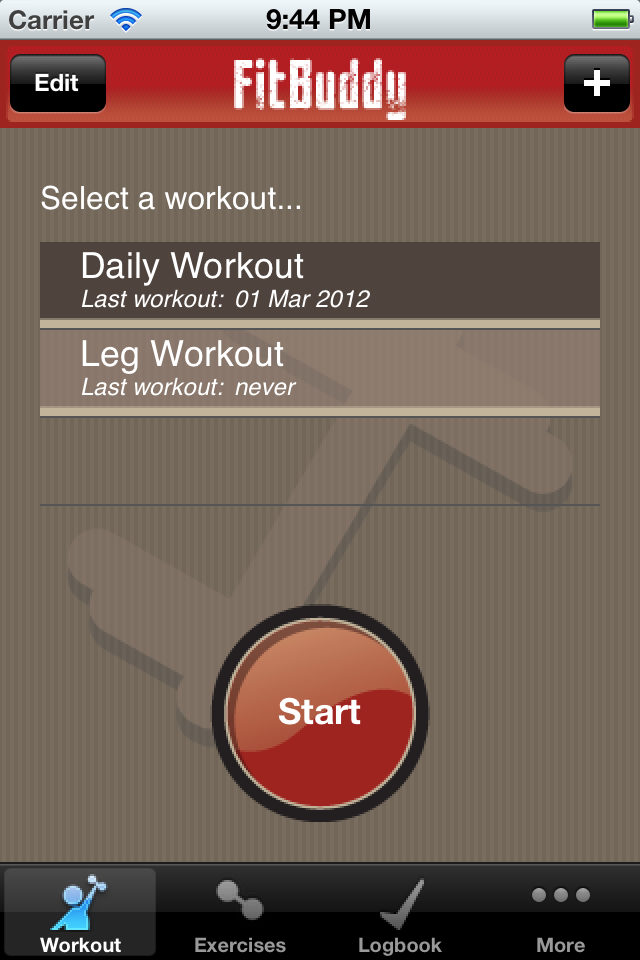 Carrier 9:44 PM
Edit FitBuddy +
Select a workout...
Daily Workout
Last workout: 01 Mar 2012
Leg Workout
Last workout: never
Start
Workout Exercises Logbook More